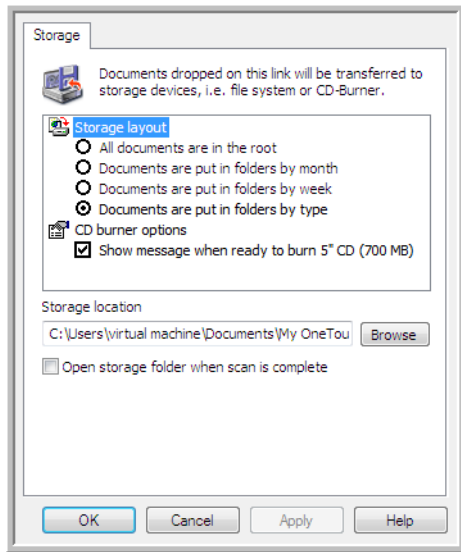 Storage
Documents dropped on this link will be transferred to
storage devices, i.e. file system or CD-Burner.
Storage layout
All documents are in the root
Documents are put in folders by month
Documents are put in folders by week
Documents are put in folders by type
CD burner options
Show message when ready to burn 5" CD (700 MB)
Storage location
C:\Users\virtual machine\Documents\My OneTou
Browse
Open storage folder when scan is complete
OK Cancel Apply Help